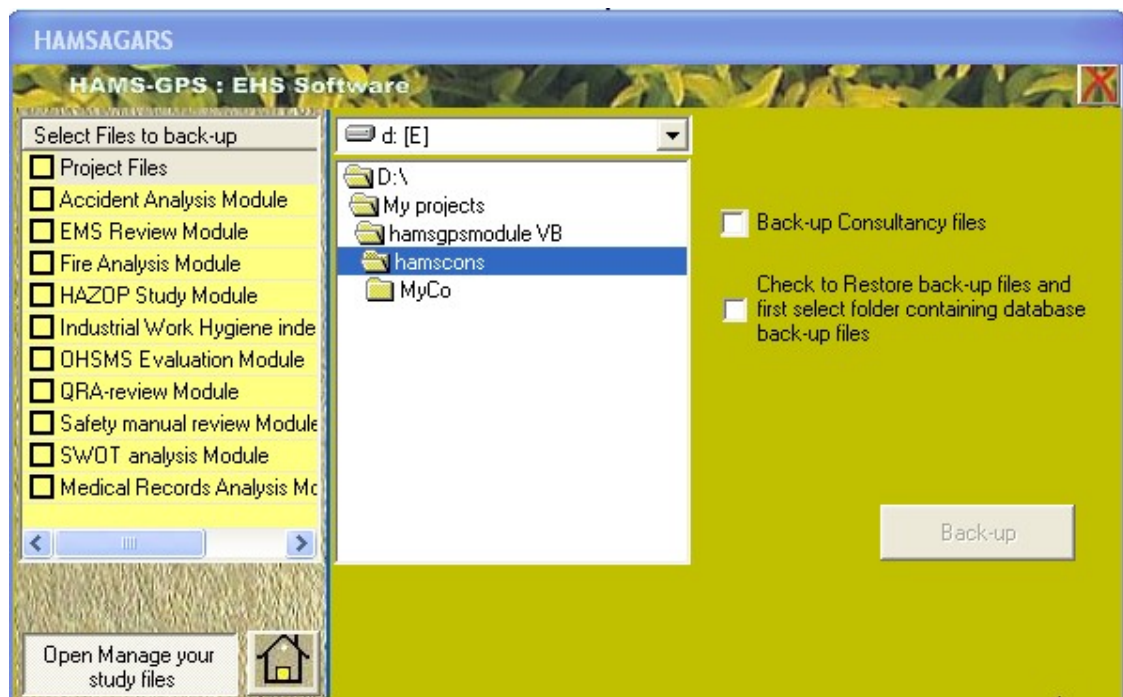 HAMSAGARS
HAMS-GPS : EHS Software
Select Files to back-up
Project Files
Accident Analysis Module
EMS Review Module
Fire Analysis Module
HAZOP Study Module
Industrial Work Hygiene inde
OHSMS Evaluation Module
QRA-review Module
Safety manual review Module
SWOT analysis Module
Medical Records Analysis Mo
Open Manage your
study files
d: [E]
D:\
My projects
hamsgpsmodule VB
hamscons
MyCo
Back-up Consultancy files
Check to Restore back-up files and
first select folder containing database
back-up files
Back-up